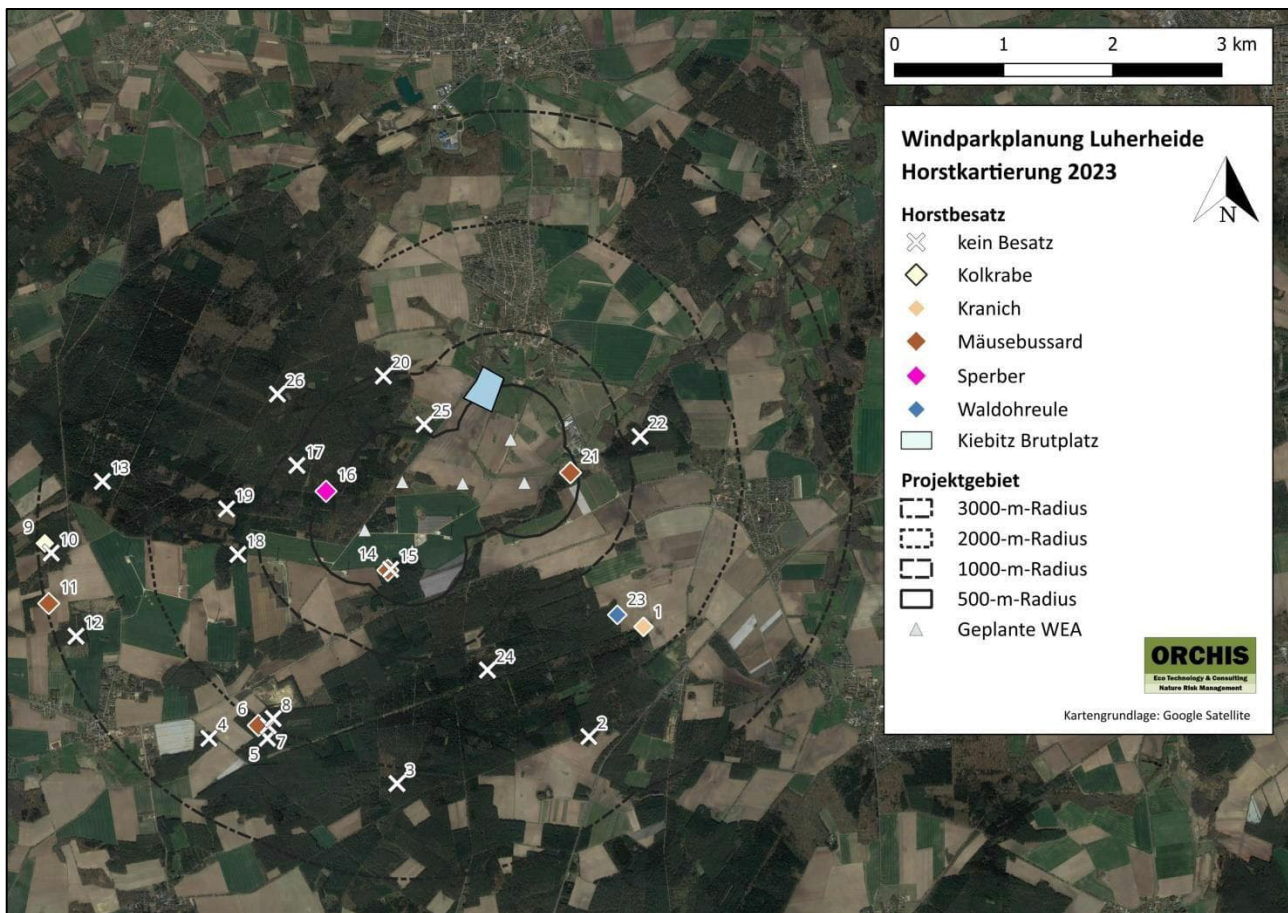 0 1 2 3 km
Windparkplanung Luherheide
Horstkartierung 2023
N
Horstbesatz
kein Besatz
Kolkrabe
Kranich
Mäusebussard
Sperber
Waldohreule
Kiebitz Brutplatz
Projektgebiet
3000-m-Radius
2000-m-Radius
1000-m-Radius
500-m-Radius
Geplante WEA
ORCHIS
Eco Technology & Consulting
Nature Risk Management
Kartengrundlage: Google Satellite
20
26
25
22
17
21
16
13
19
9
10
18
14
15
11
23
1
12
24
6
8
4
2
5
7
3